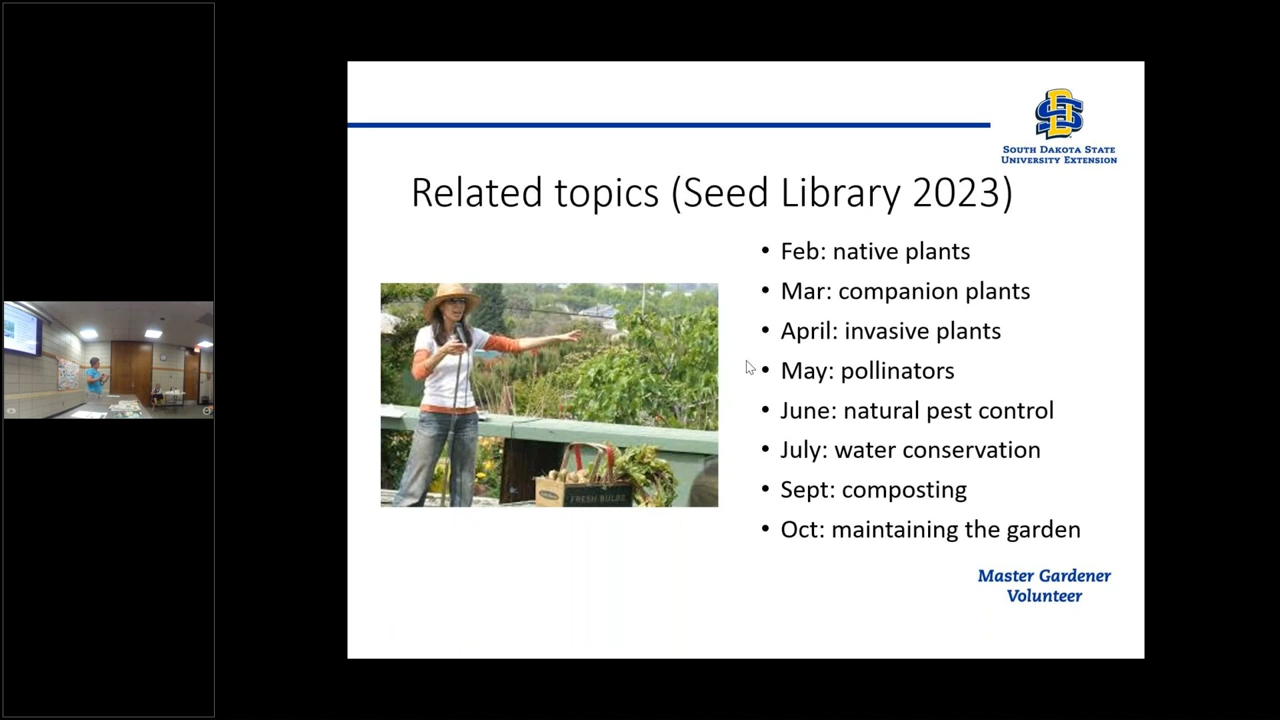 SOUTH DAKOTA STATE
UNIVERSITY EXTENSION
Related topics (Seed Library 2023)
• Feb: native plants
• Mar: companion plants
• April: invasive plants
• May: pollinators
• June: natural pest control
• July: water conservation
• Sept: composting
• Oct: maintaining the garden
FRESH BULBS
Master Gardener
Volunteer